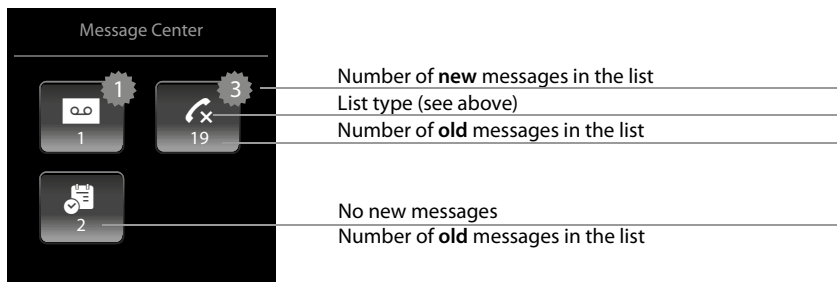 Message Center
1
3
Number of new messages in the list
List type (see above)
1
19
Number of old messages in the list
No new messages
2
Number of old messages in the list